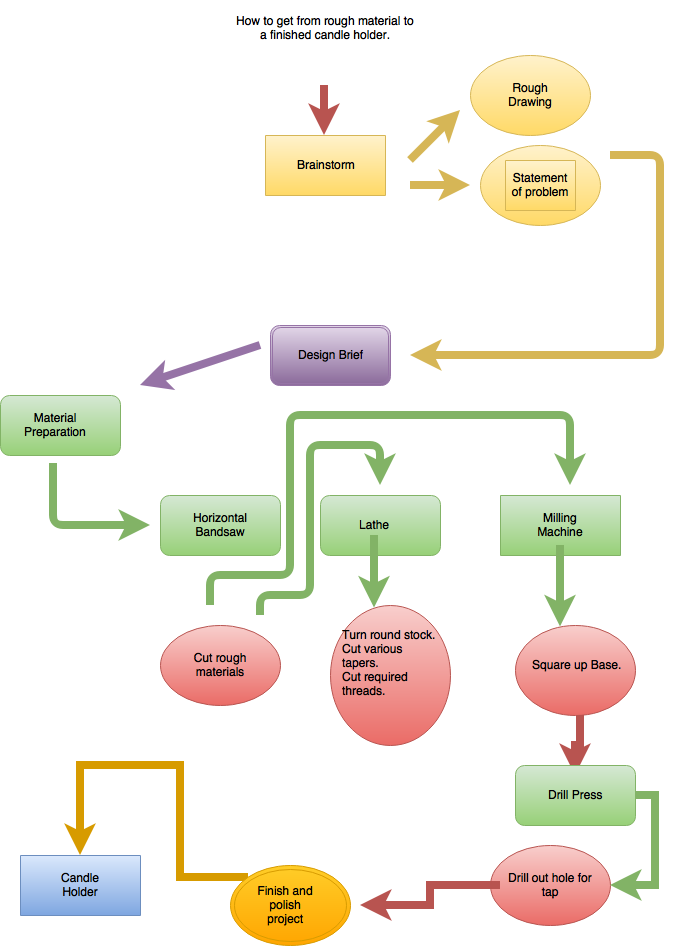 How to get from rough material to
a finished candle holder.
Rough
Drawing
Brainstorm
Statement
of problem
Design Brief
Material
Preparation
Horizontal
Bandsaw
Lathe
Milling
Machine
Cut rough
materials
Turn round stock.
Cut various
tapers.
Cut required
threads.
Square up Base.
Drill Press
Drill out hole for
tap
Finish and
polish
project
Candle
Holder